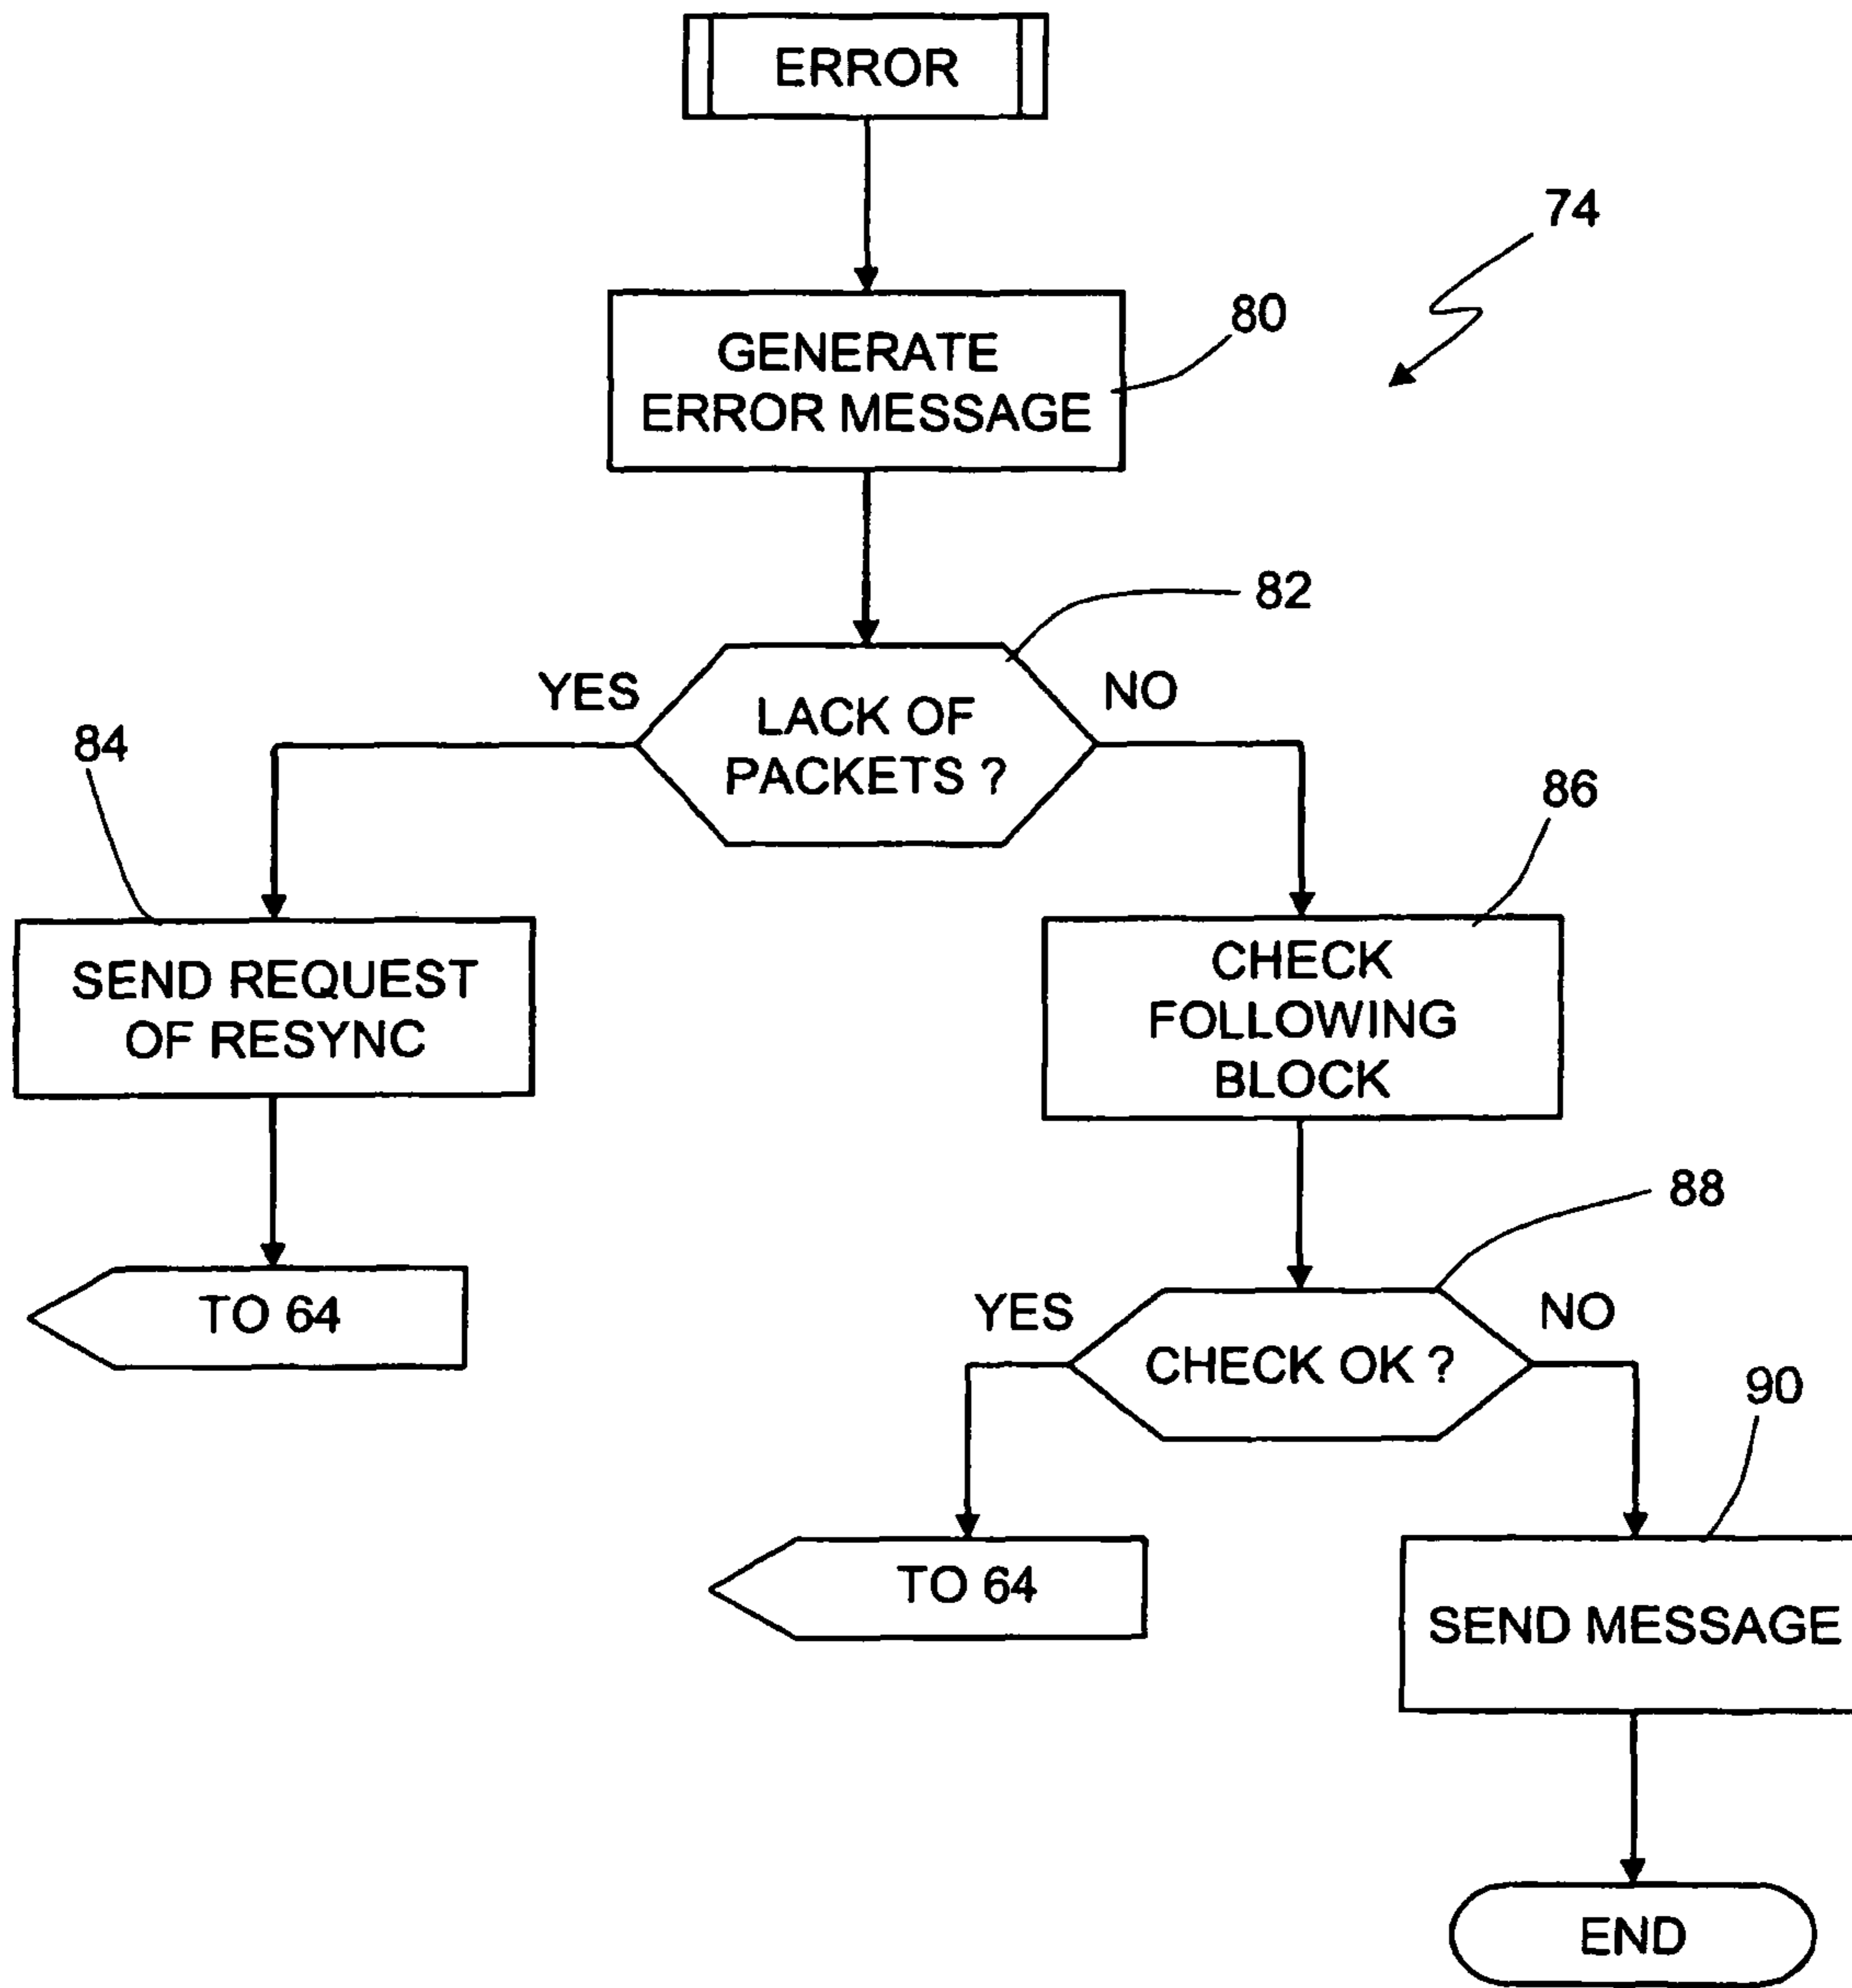 ERROR
74
80
GENERATE
ERROR MESSAGE
82
YES
NO
LACK OF
PACKETS ?
84
86
SEND REQUEST
OF RESYNC
CHECK
FOLLOWING
BLOCK
88
TO 64
YES
NO
CHECK OK ?
90
TO 64
SEND MESSAGE
END